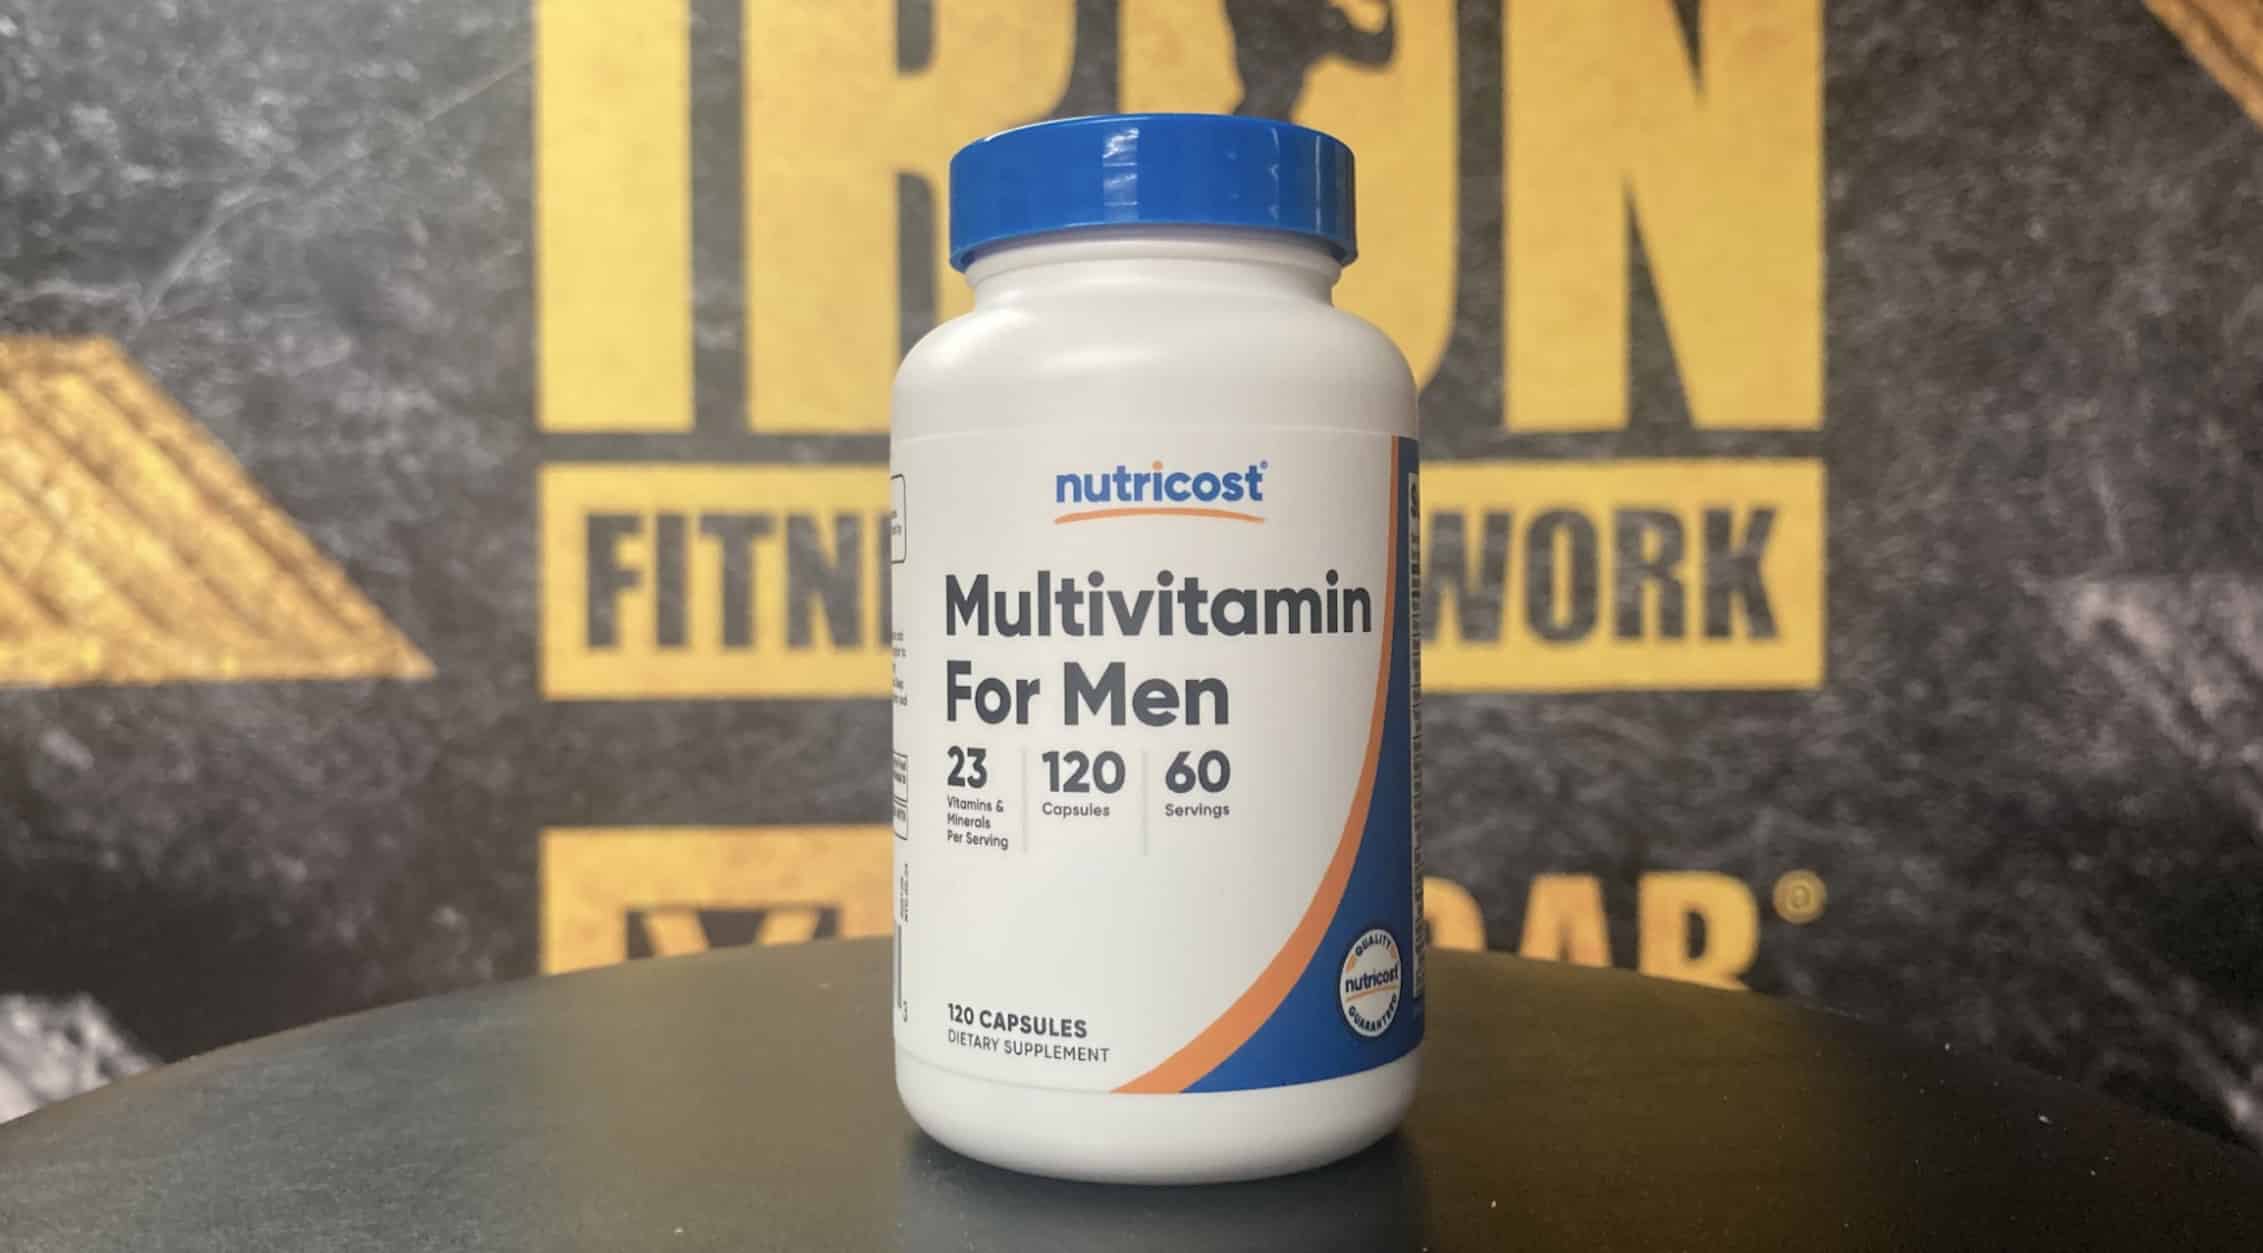 IRON
FITN
WORK
nutricost®
Multivitamin
For Men
23
Vitamins &
Minerals
Per Serving
120
Capsules
60
Servings
120 CAPSULES
DIETARY SUPPLEMENT
QUALITY
nutricost
GUARANTEED